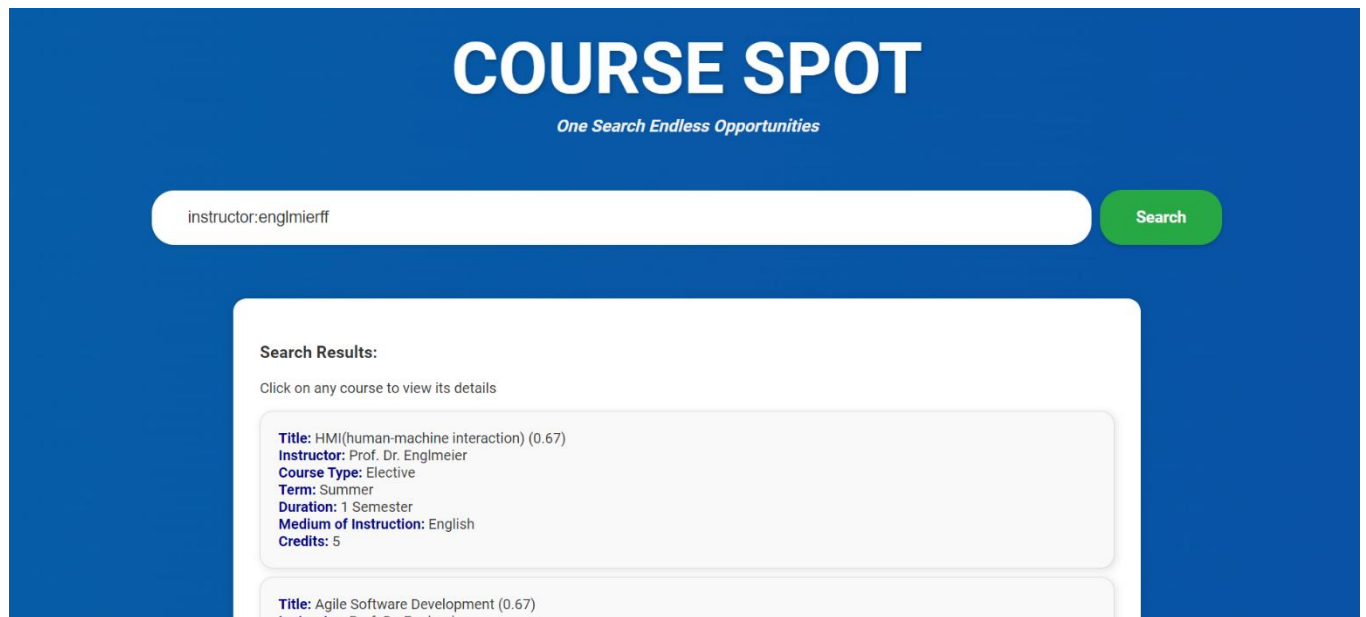 COURSE SPOT
One Search Endless Opportunities
instructor:englmierff
Search
Search Results:
Click on any course to view its details
Title: HMI(human-machine interaction) (0.67)
Instructor: Prof. Dr. Englmeier
Course Type: Elective
Term: Summer
Duration: 1 Semester
Medium of Instruction: English
Credits: 5
Title: Agile Software Development (0.67)